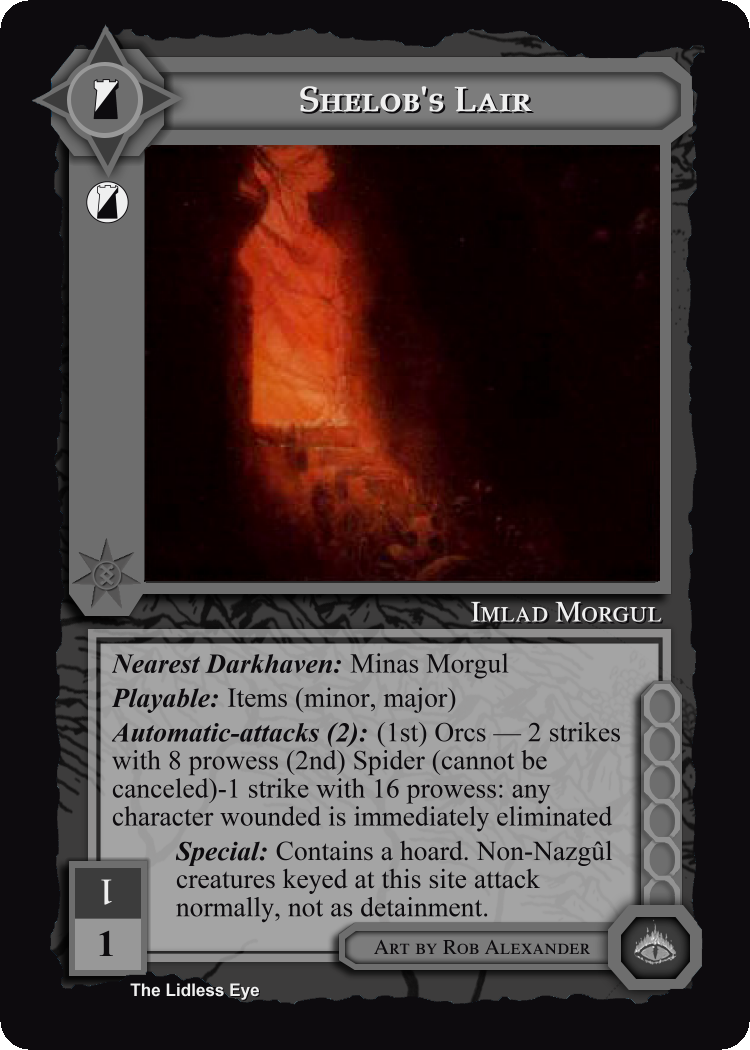 Shelob's Lair
Imlad Morgul
Nearest Darkhaven: Minas Morgul
Playable: Items (minor, major)
Automatic-attacks (2): (1st) Orcs — 2 strikes
with 8 prowess (2nd) Spider (cannot be
canceled)-1 strike with 16 prowess: any
character wounded is immediately eliminated
Special: Contains a hoard. Non-Nazgûl
creatures keyed at this site attack
normally, not as detainment.
1
1
Art by Rob Alexander
The Lidless Eye